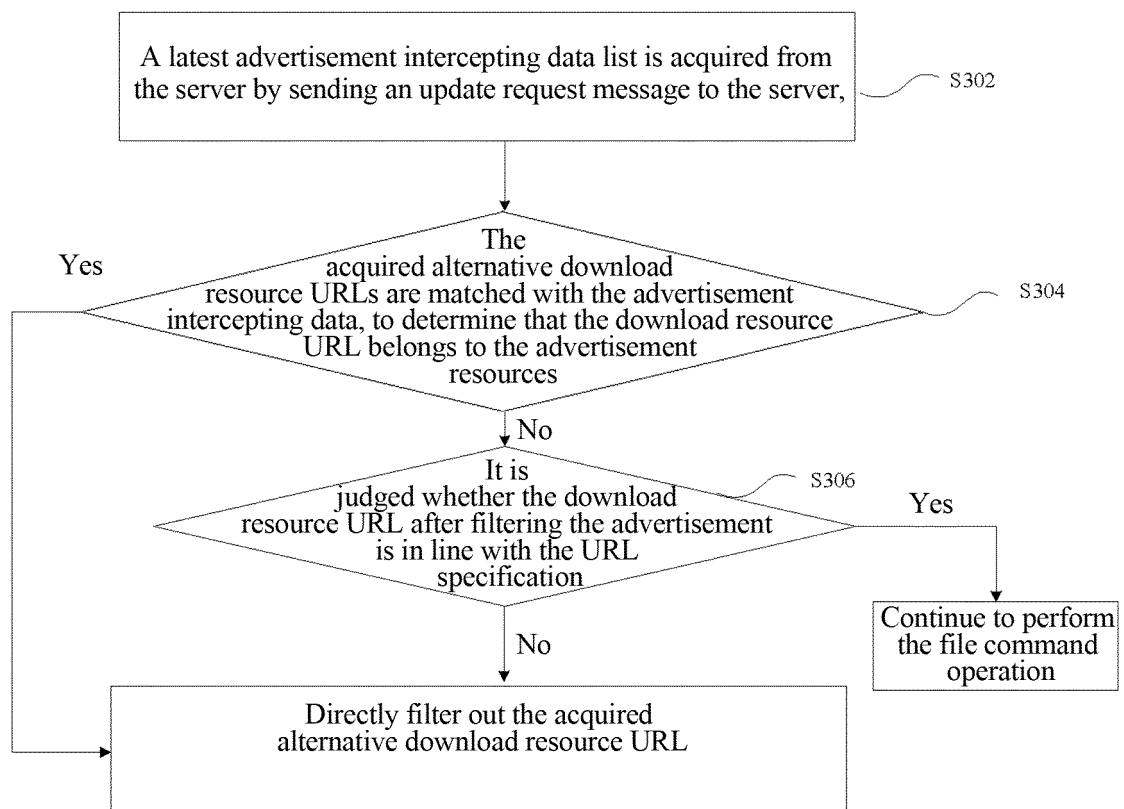 A latest advertisement intercepting data list is acquired from
the server by sending an update request message to the server,
S302
The
acquired alternative download
resource URLs are matched with the advertisement
intercepting data, to determine that the download resource
URL belongs to the advertisement
resources
Yes
S304
No
It is
judged whether the download
resource URL after filtering the advertisement
is in line with the URL
specification
S306
Yes
No
Continue to perform
the file command
operation
Directly filter out the acquired
alternative download resource URL